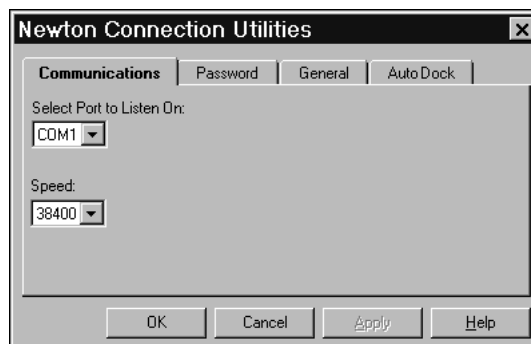 Newton Connection Utilities
Communications Password General Auto Dock
Select Port to Listen On:
COM1
Speed:
38400
OK Cancel Apply Help